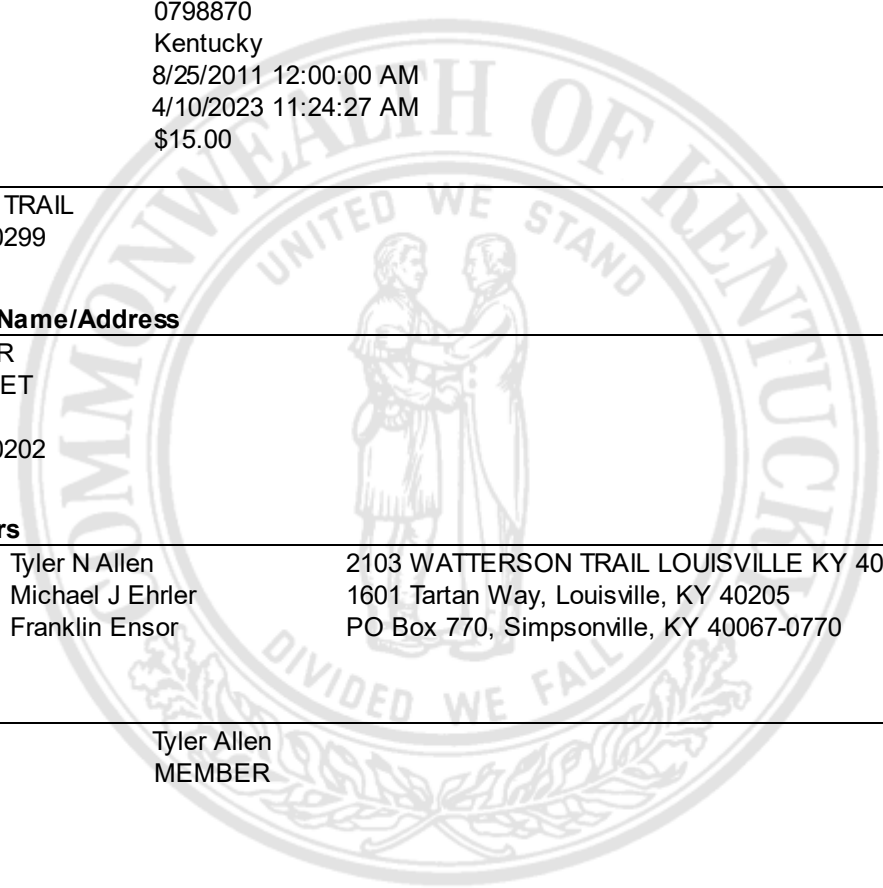 0798870
Kentucky
8/25/2011 12:00:00 AM
4/10/2023 11:24:27 AM
$15.00
TRAIL
0299
Name/Address
R
ET
0202
rs
Tyler N Allen 2103 WATTERSON TRAIL LOUISVILLE KY 40
Michael J Ehrler 1601 Tartan Way, Louisville, KY 40205
Franklin Ensor PO Box 770, Simpsonville, KY 40067-0770
Tyler Allen
MEMBER
COMMONWEALTH OF KENTUCKY
UNITED WE STAND
DIVIDED WE FALL